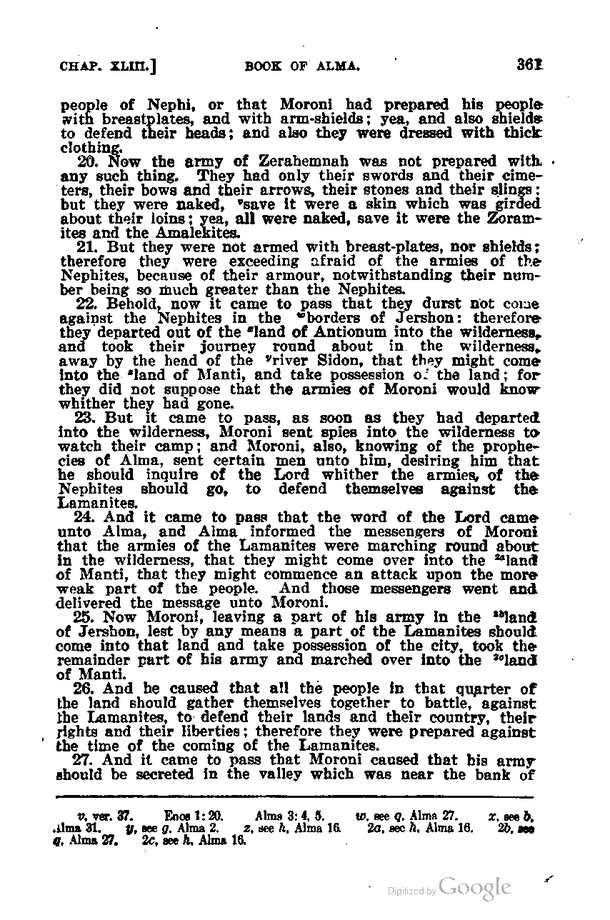 CHAP. XLIII.] BOOK OF ALMA. 361
people of Nephi, or that Moroni had prepared his people
with breastplates, and with arm-shields; yea, and also shields
to defend their heads; and also they were dressed with thick
clothing.
20. Now the army of Zerahemnah was not prepared with
any such thing. They had only their swords and their cime-
ters, their bows and their arrows, their stones and their slings;
but they were naked, ᵛsave it were a skin which was girded
about their loins; yea, all were naked, save it were the Zoram-
ites and the Amalekites.
21. But they were not armed with breast-plates, nor shields;
therefore they were exceeding afraid of the armies of the
Nephites, because of their armour, notwithstanding their num-
ber being so much greater than the Nephites.
22. Behold, now it came to pass that they durst not come
against the Nephites in the ʷborders of Jershon: therefore
they departed out of the ˣland of Antionum into the wilderness,
and took their journey round about in the wilderness,
away by the head of the ʸriver Sidon, that they might come
into the ᶻland of Manti, and take possession of the land; for
they did not suppose that the armies of Moroni would know
whither they had gone.
23. But it came to pass, as soon as they had departed
into the wilderness, Moroni sent spies into the wilderness to
watch their camp; and Moroni, also, knowing of the prophe-
cies of Alma, sent certain men unto him, desiring him that
he should inquire of the Lord whither the armies, of the
Nephites should go, to defend themselves against the
Lamanites.
24. And it came to pass that the word of the Lord came
unto Alma, and Alma informed the messengers of Moroni
that the armies of the Lamanites were marching round about
in the wilderness, that they might come over into the ²ᵃland
of Manti, that they might commence an attack upon the more
weak part of the people. And those messengers went and
delivered the message unto Moroni.
25. Now Moroni, leaving a part of his army in the ²ᵇland
of Jershon, lest by any means a part of the Lamanites should
come into that land and take possession of the city, took the
remainder part of his army and marched over into the ²ᶜland
of Manti.
26. And he caused that all the people in that quarter of
the land should gather themselves together to battle, against
the Lamanites, to defend their lands and their country, their
rights and their liberties; therefore they were prepared against
the time of the coming of the Lamanites.
27. And it came to pass that Moroni caused that his army
should be secreted in the valley which was near the bank of
v, ver. 37. Enos 1: 20. Alma 3: 4, 5. w, see q, Alma 27. x, see b,
Alma 31. y, see g, Alma 2. z, see h, Alma 16. 2a, see h, Alma 16. 2b, see
q, Alma 27. 2c, see h, Alma 16.
Digitized by Google